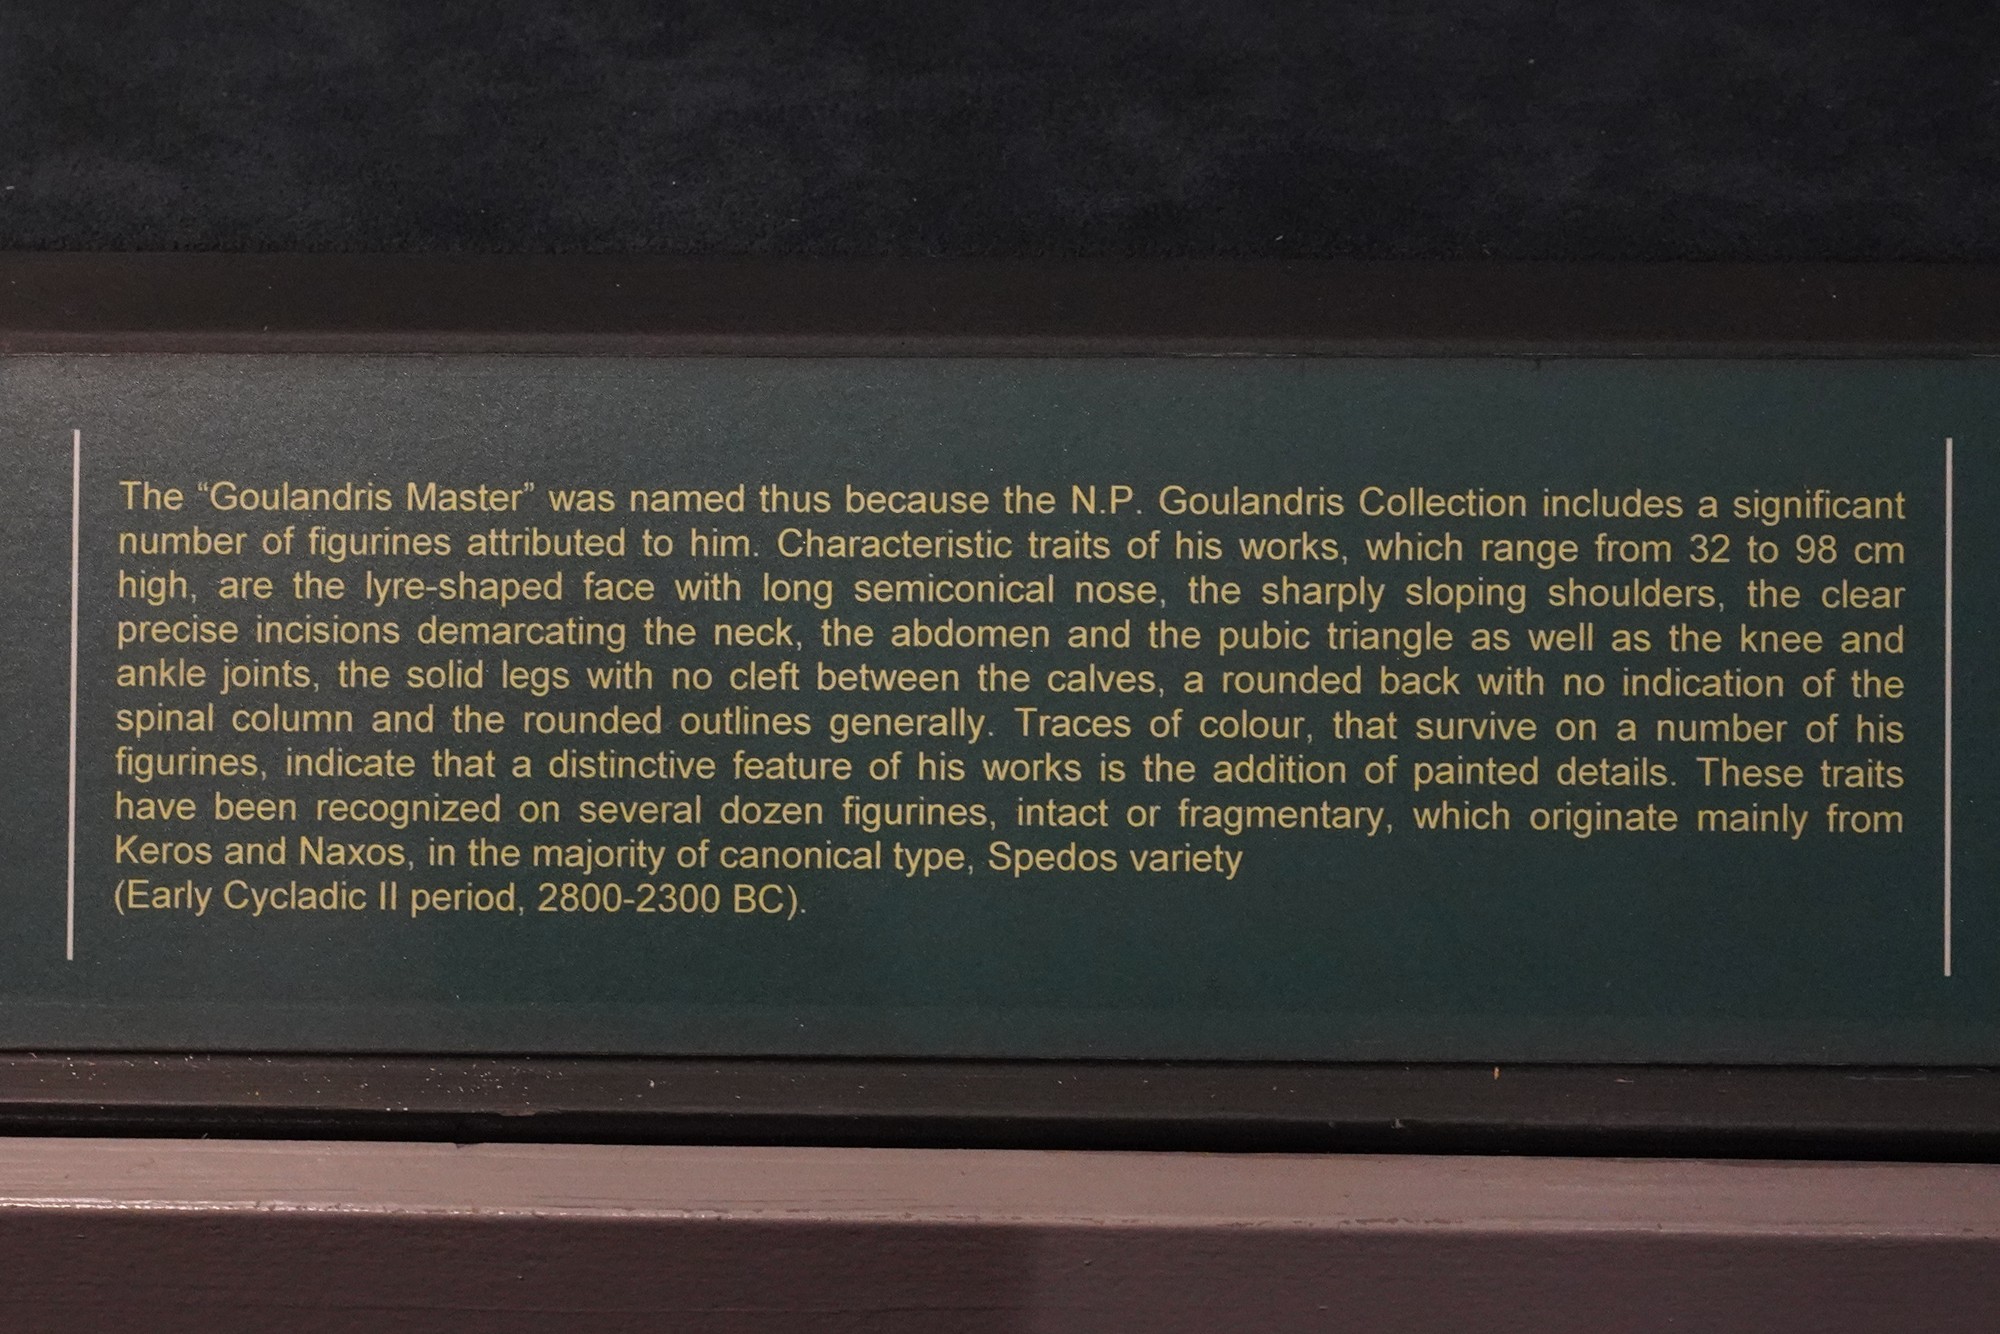 The “Goulandris Master” was named thus because the N.P. Goulandris Collection includes a significant
number of figurines attributed to him. Characteristic traits of his works, which range from 32 to 98 cm
high, are the lyre-shaped face with long semiconical nose, the sharply sloping shoulders, the clear
precise incisions demarcating the neck, the abdomen and the pubic triangle as well as the knee and
ankle joints, the solid legs with no cleft between the calves, a rounded back with no indication of the
spinal column and the rounded outlines generally. Traces of colour, that survive on a number of his
figurines, indicate that a distinctive feature of his works is the addition of painted details. These traits
have been recognized on several dozen figurines, intact or fragmentary, which originate mainly from
Keros and Naxos, in the majority of canonical type, Spedos variety
(Early Cycladic II period, 2800-2300 BC).